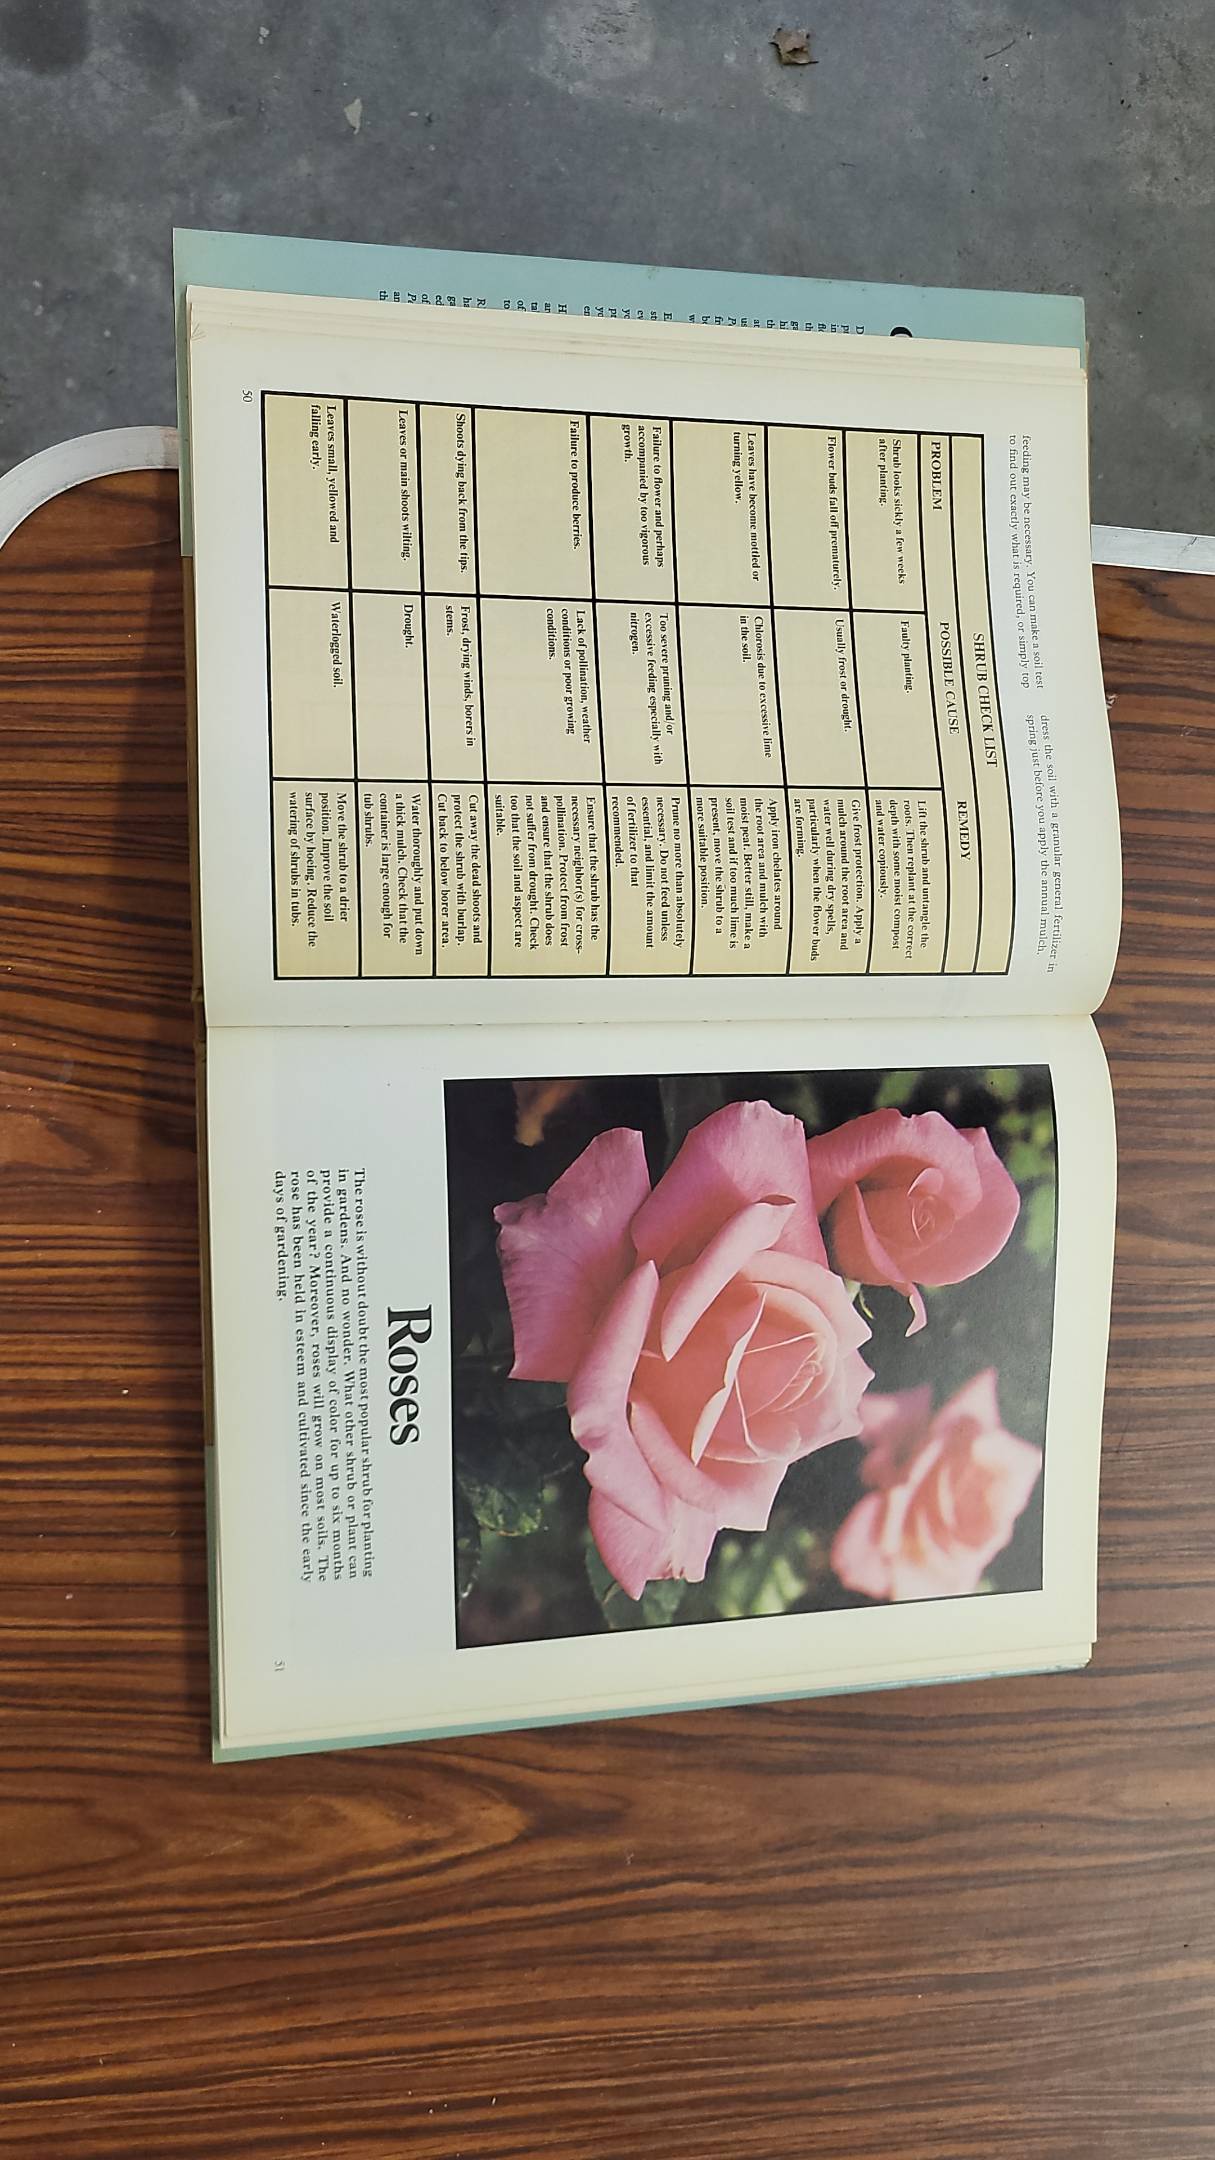 feeding may be necessary. You can make a soil test
to find out exactly what is required, or simply top
dress the soil with a granular general fertilizer in
spring just before you apply the annual mulch.
SHRUB CHECK LIST
PROBLEM
POSSIBLE CAUSE
REMEDY
Shrub looks sickly a few weeks
after planting.
Faulty planting.
Lift the shrub and untangle the
roots. Then replant at the correct
depth with some moist compost
and water copiously.
Flower buds fall off prematurely.
Usually frost or drought.
Give frost protection. Apply a
mulch around the root area and
water well during dry spells,
particularly when the flower buds
are forming.
Leaves have become mottled or
turning yellow.
Chlorosis due to excessive lime
in the soil.
Apply iron chelates around
the root area and mulch with
moist peat. Better still, make a
soil test and if too much lime is
present, move the shrub to a
more suitable position.
Failure to flower and perhaps
accompanied by too vigorous
growth.
Too severe pruning and/or
excessive feeding especially with
nitrogen.
Prune no more than absolutely
necessary. Do not feed unless
essential, and limit the amount
of fertilizer to that
recommended.
Failure to produce berries.
Lack of pollination, weather
conditions or poor growing
conditions.
Ensure that the shrub has the
necessary neighbor(s) for cross-
pollination. Protect from frost
and ensure that the shrub does
not suffer from drought. Check
too that the soil and aspect are
suitable.
Shoots dying back from the tips.
Frost, drying winds, borers in
stems.
Cut away the dead shoots and
protect the shrub with burlap.
Cut back to below borer area.
Leaves or main shoots wilting.
Drought.
Water thoroughly and put down
a thick mulch. Check that the
container is large enough for
tub shrubs.
Leaves small, yellowed and
falling early.
Waterlogged soil.
Move the shrub to a drier
position. Improve the soil
surface by hoeing. Reduce the
watering of shrubs in tubs.
50
Roses
The rose is without doubt the most popular shrub for planting
in gardens. And no wonder. What other shrub or plant can
provide a continuous display of color for up to six months
of the year? Moreover, roses will grow on most soils. The
rose has been held in esteem and cultivated since the early
days of gardening.
51